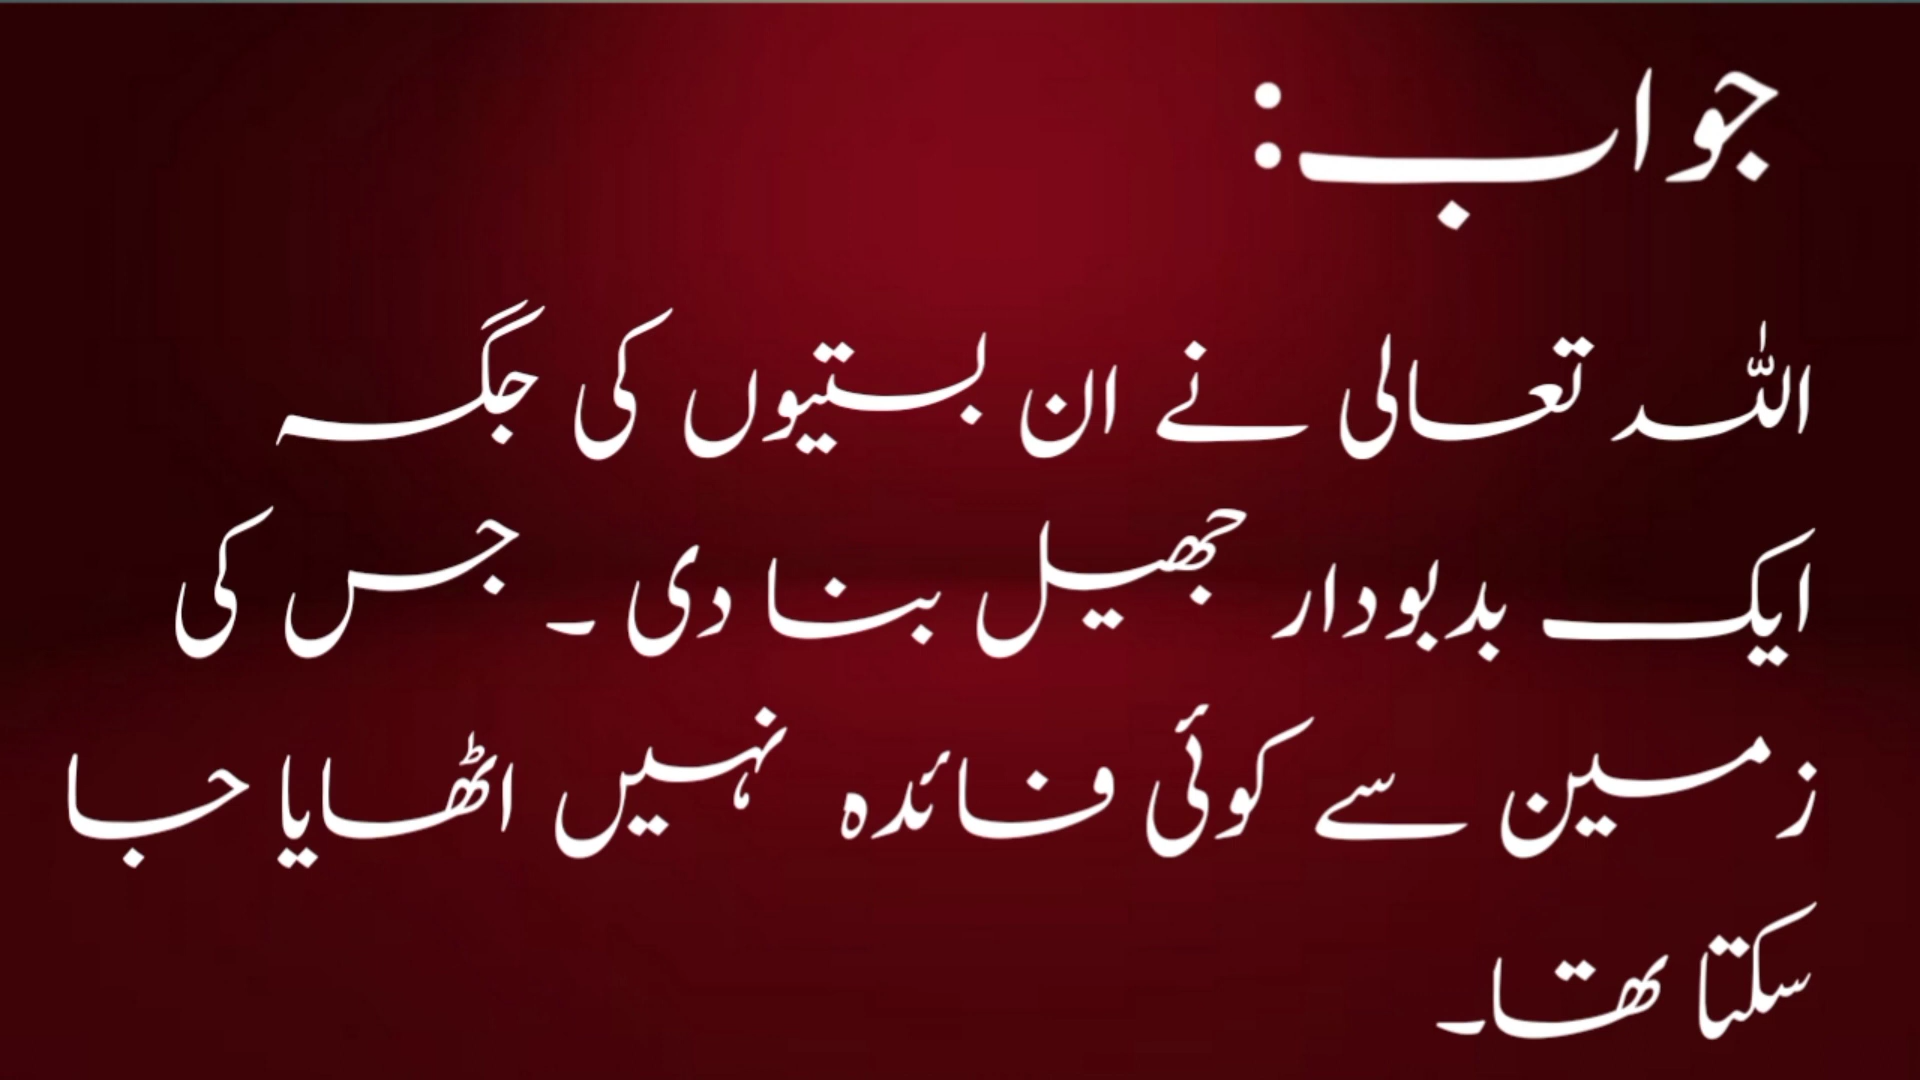 جواب:
اللہ تعالی نے ان بستیوں کی جگہ
ایک بدبودار جھیل بنا دی ۔ جس کی
زمین سے کوئی فائدہ نہیں اٹھایا جا
سکتا تھا۔